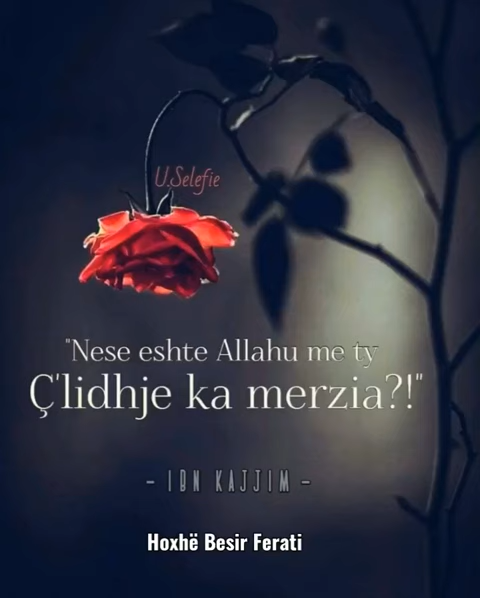 U.Selefie
"Nese eshte Allahu me ty
Ç'lidhje ka merzia?!"
- IBN KAJJIM -
Hoxhë Besir Ferati